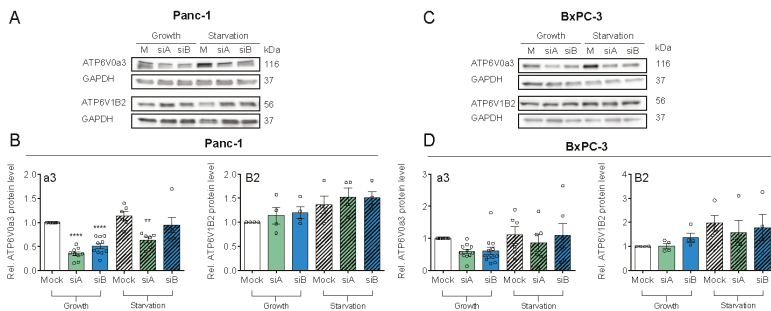 A Panc-1
Growth Starvation
M siA siB M siA siB kDa
ATP6V0a3 116
GAPDH 37
ATP6V1B2 56
GAPDH 37
C BxPC-3
Growth Starvation
M siA siB M siA siB kDa
ATP6V0a3 116
GAPDH 37
ATP6V1B2 56
GAPDH 37
B Panc-1
a3
Rel. ATP6V0a3 protein level
2.0
1.5
1.0
0.5
0.0
**** **** **
Mock siA siB Mock siA siB
Growth Starvation
B2
Rel. ATP6V1B2 protein level
2.0
1.5
1.0
0.5
0.0
Mock siA siB Mock siA siB
Growth Starvation
D BxPC-3
a3
Rel. ATP6V0a3 protein level
3
2
1
0
Mock siA siB Mock siA siB
Growth Starvation
B2
Rel. ATP6V1B2 protein level
4
3
2
1
0
Mock siA siB Mock siA siB
Growth Starvation